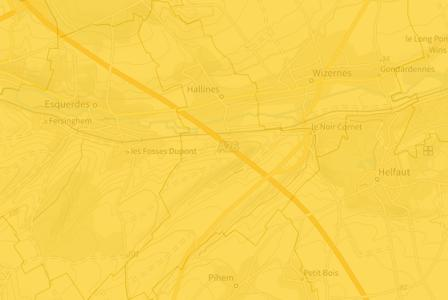 le Long Pon
Wins
Wizernes
Gondardennes
Hallines
Esquerdes
Fersinghem
le Noir Cornet
A26
les Fosses Dupont
Helfaut
Pihem
Petit Bois